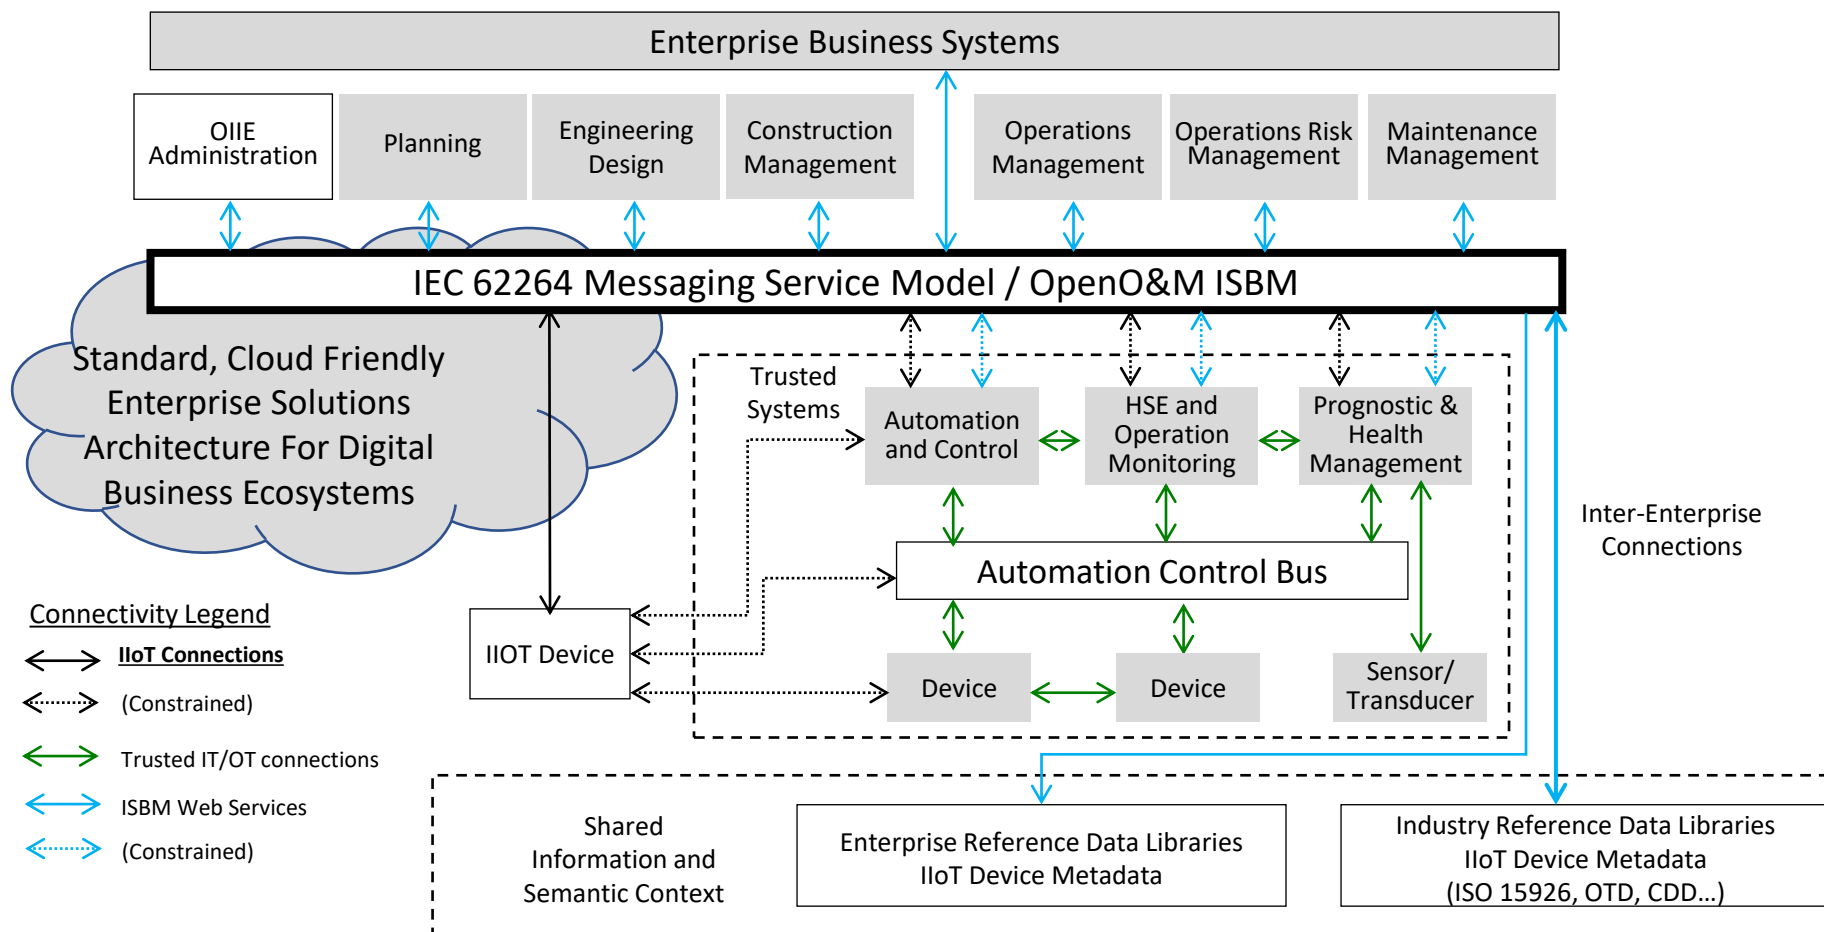 Enterprise Business Systems
OIIE
Administration
Planning
Engineering
Design
Construction
Management
Operations
Management
Operations Risk
Management
Maintenance
Management
IEC 62264 Messaging Service Model / OpenO&M ISBM
Standard, Cloud Friendly
Enterprise Solutions
Architecture For Digital
Business Ecosystems
Trusted
Systems
Automation
and Control
HSE and
Operation
Monitoring
Prognostic &
Health
Management
Inter-Enterprise
Connections
Automation Control Bus
IIOT Device
Device
Device
Sensor/
Transducer
Connectivity Legend
IIoT Connections
(Constrained)
Trusted IT/OT connections
ISBM Web Services
(Constrained)
Shared
Information and
Semantic Context
Enterprise Reference Data Libraries
IIoT Device Metadata
Industry Reference Data Libraries
IIoT Device Metadata
(ISO 15926, OTD, CDD...)